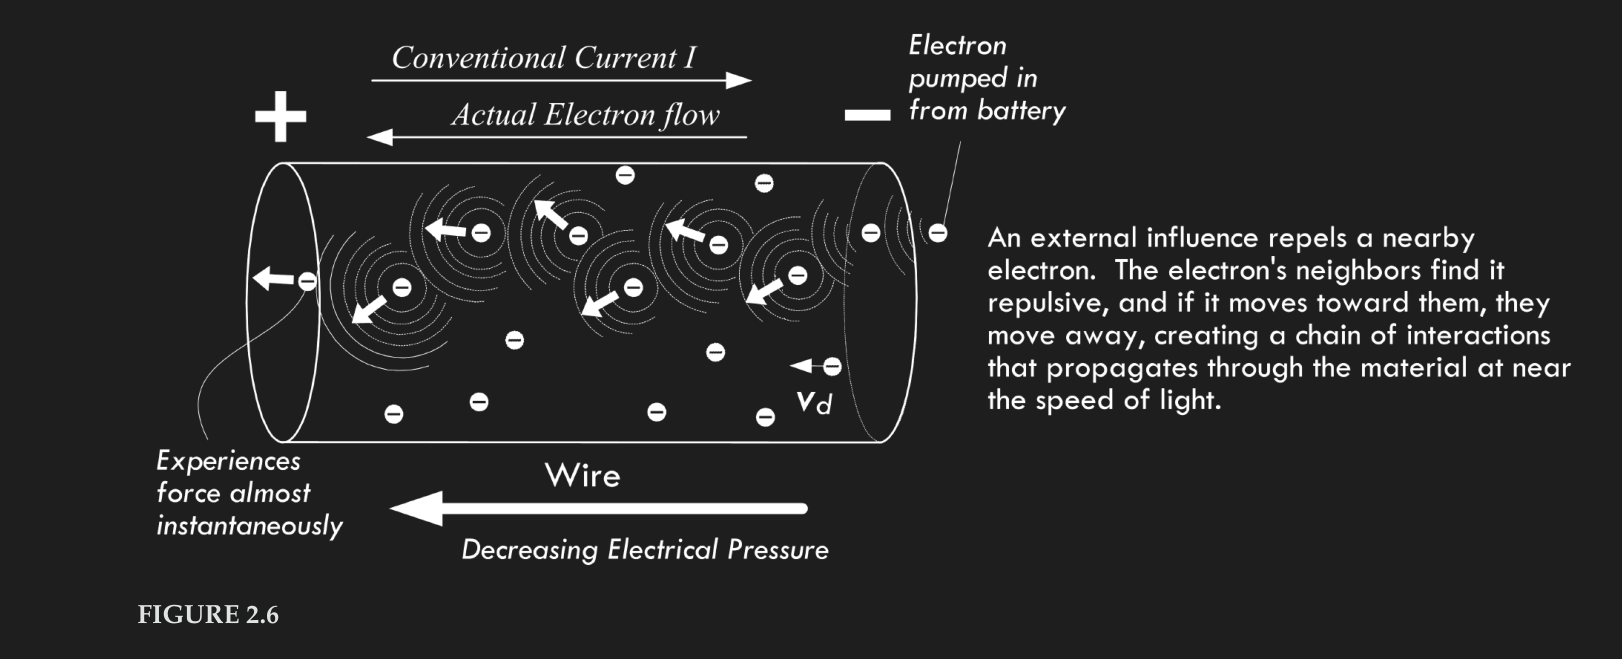 Conventional Current I
Actual Electron flow
+
−
Electron
pumped in
from battery
An external influence repels a nearby
electron. The electron's neighbors find it
repulsive, and if it moves toward them, they
move away, creating a chain of interactions
that propagates through the material at near
the speed of light.
vd
Experiences
force almost
instantaneously
Wire
Decreasing Electrical Pressure
FIGURE 2.6